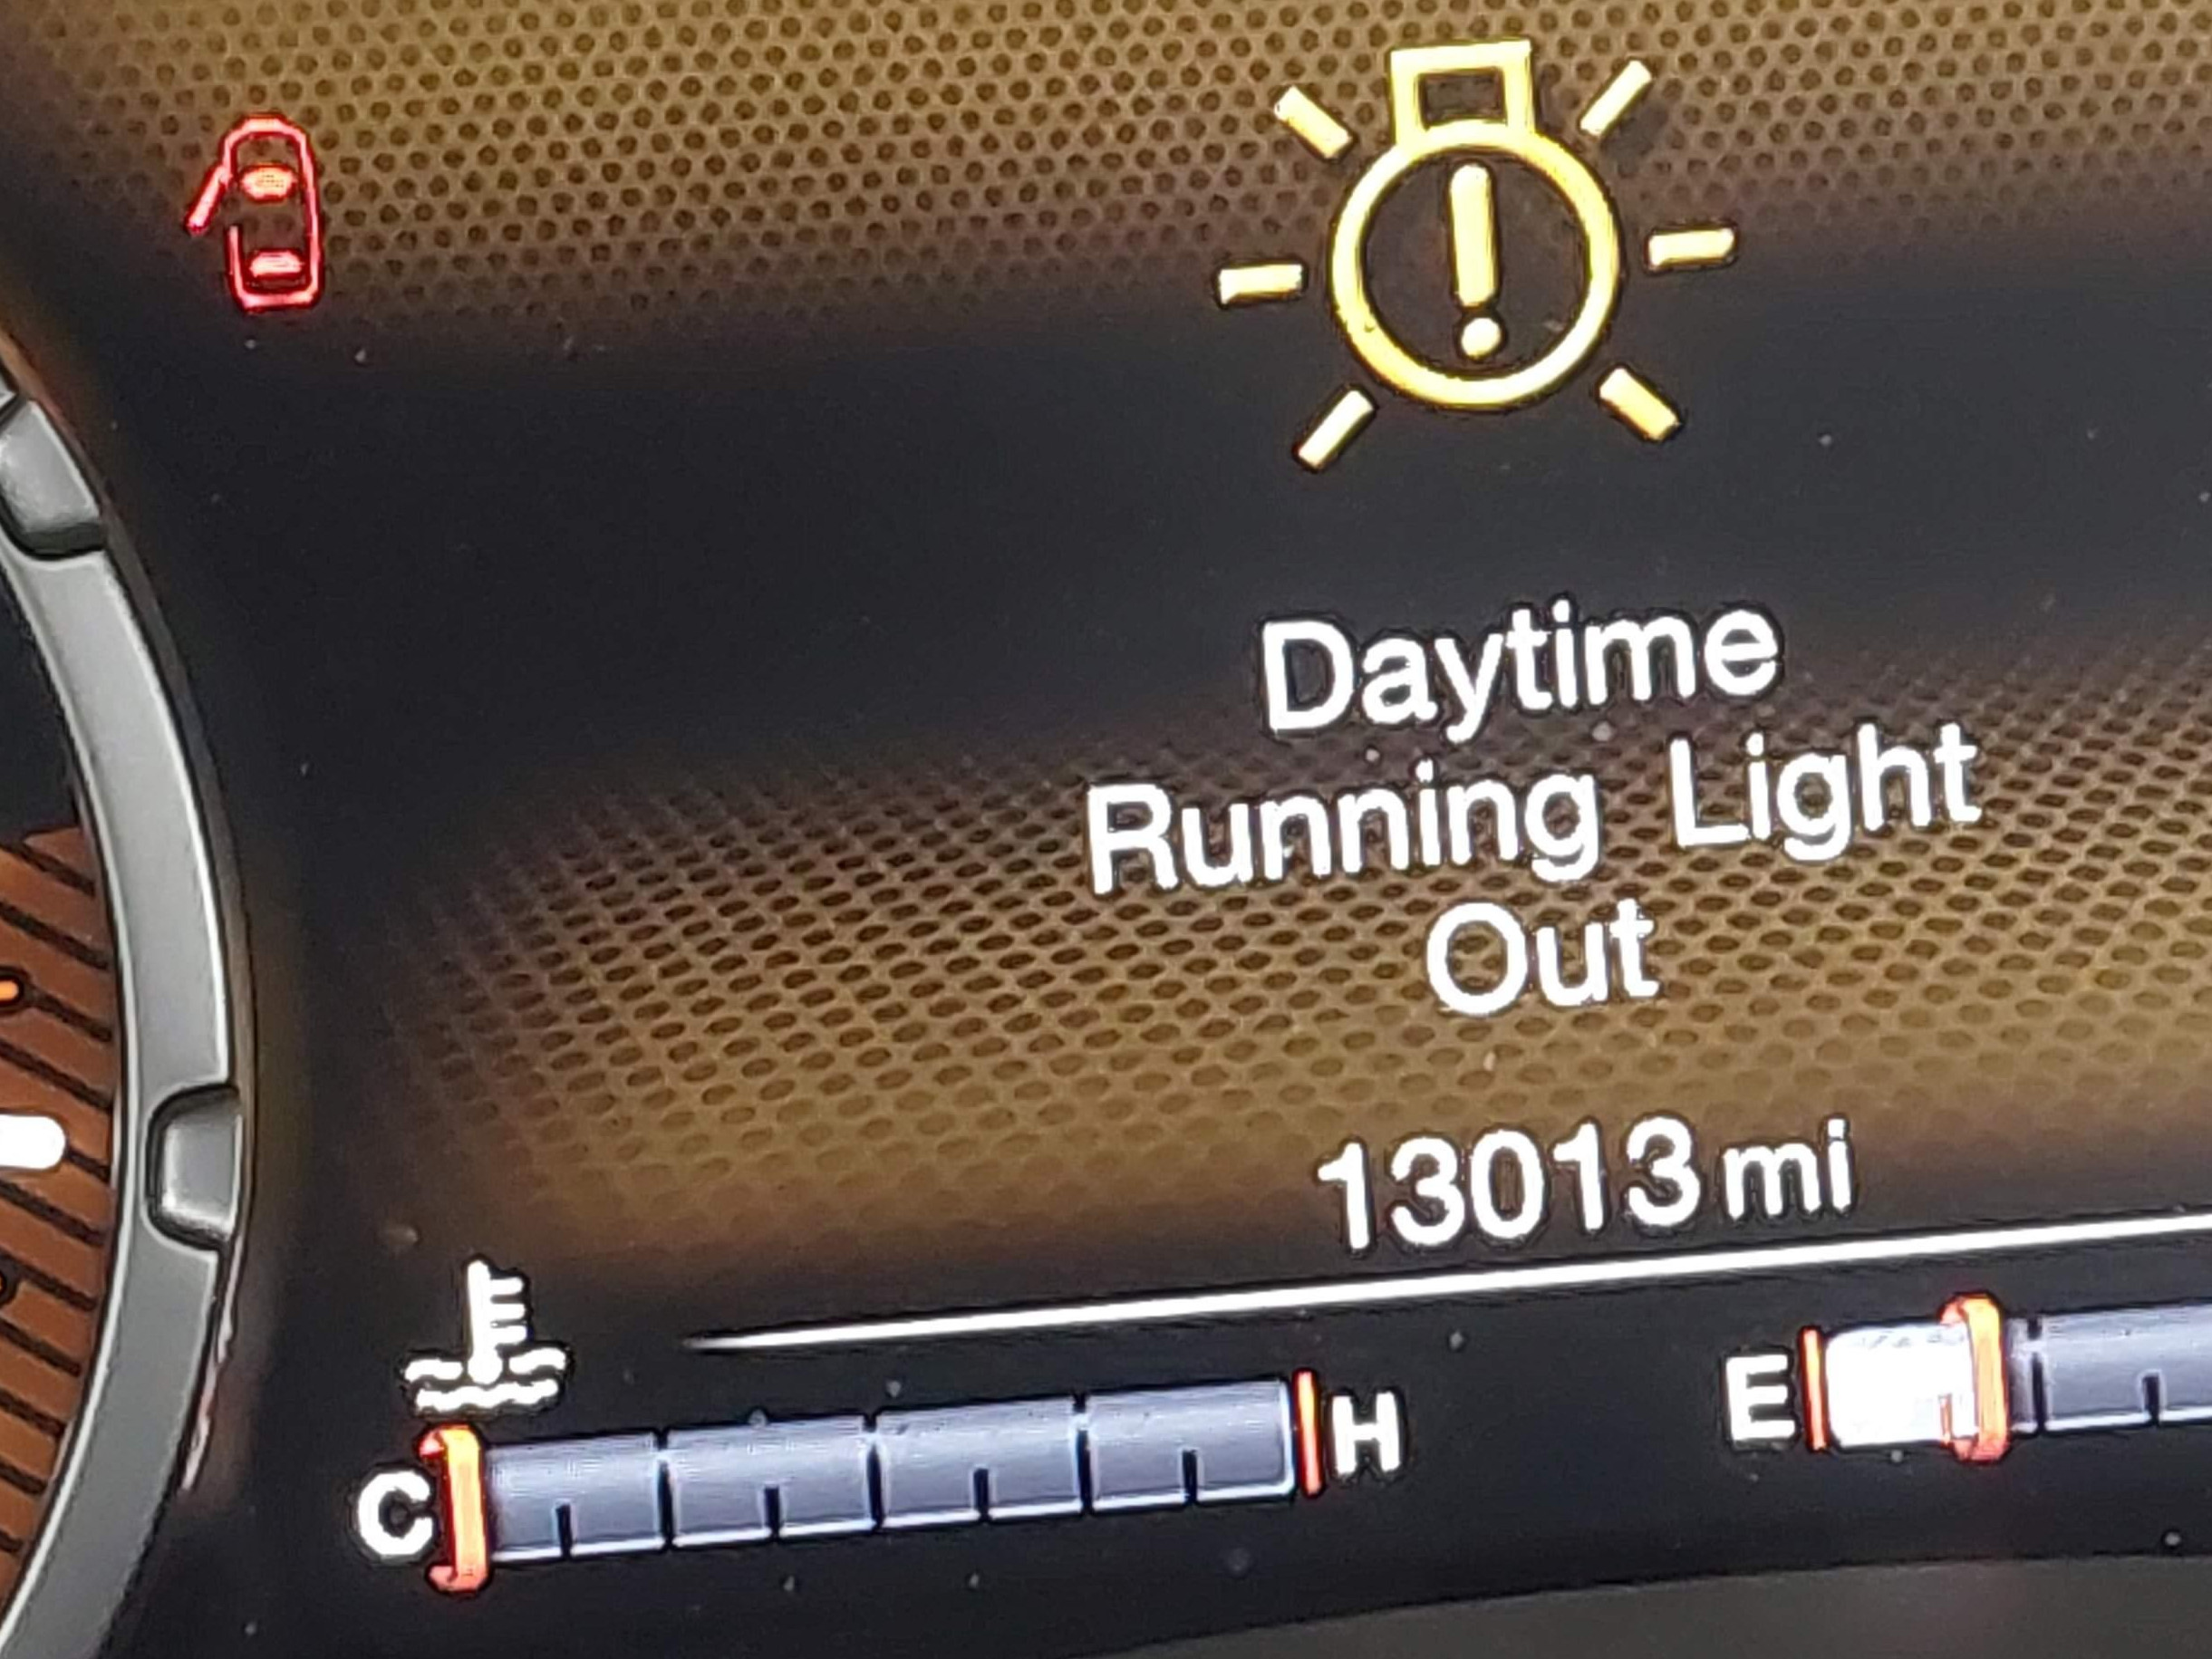 Daytime
Running Light
Out
13013 mi
C H E